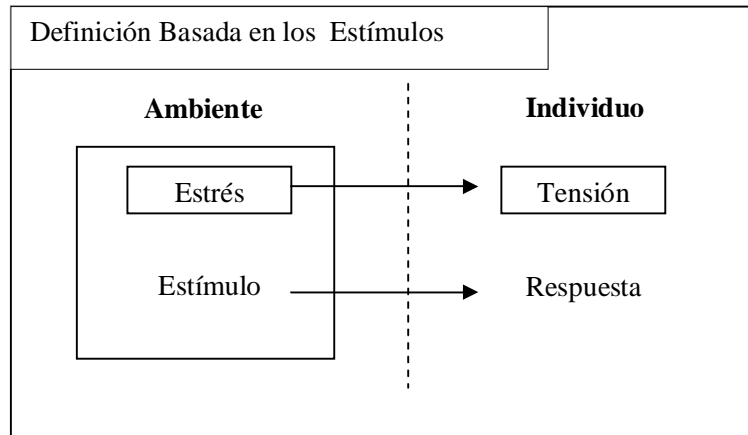 Definición Basada en los Estímulos
Ambiente Individuo
Estrés Tensión
Estímulo Respuesta